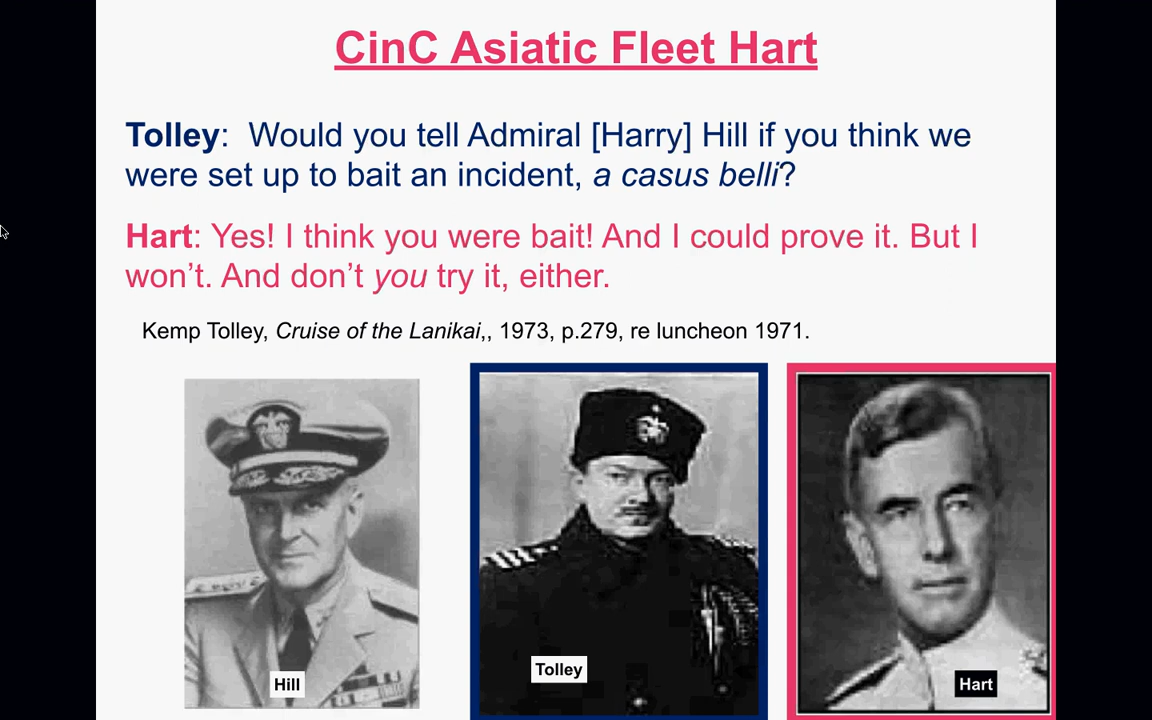 CinC Asiatic Fleet Hart
Tolley:  Would you tell Admiral [Harry] Hill if you think we
were set up to bait an incident, a casus belli?
Hart: Yes! I think you were bait! And I could prove it. But I
won’t. And don’t you try it, either.
Kemp Tolley, Cruise of the Lanikai,, 1973, p.279, re luncheon 1971.
Hill
Tolley
Hart